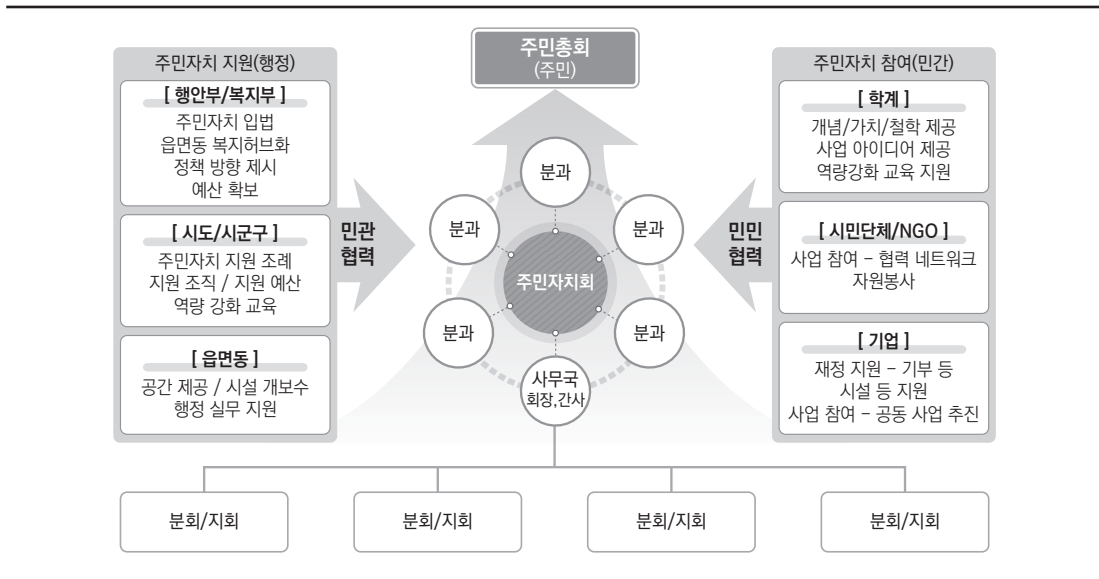 주민총회
(주민)
주민자치 지원(행정)
[ 행안부/복지부 ]
주민자치 입법
읍면동 복지허브화
정책 방향 제시
예산 확보
[ 시도/시군구 ]
주민자치 지원 조례
지원 조직 / 지원 예산
역량 강화 교육
[ 읍면동 ]
공간 제공 / 시설 개보수
행정 실무 지원
민관
협력
분과
분과
분과
주민자치회
분과
분과
사무국
회장,간사
민민
협력
주민자치 참여(민간)
[ 학계 ]
개념/가치/철학 제공
사업 아이디어 제공
역량강화 교육 지원
[ 시민단체/NGO ]
사업 참여 – 협력 네트워크
자원봉사
[ 기업 ]
재정 지원 – 기부 등
시설 등 지원
사업 참여 – 공동 사업 추진
분회/지회
분회/지회
분회/지회
분회/지회